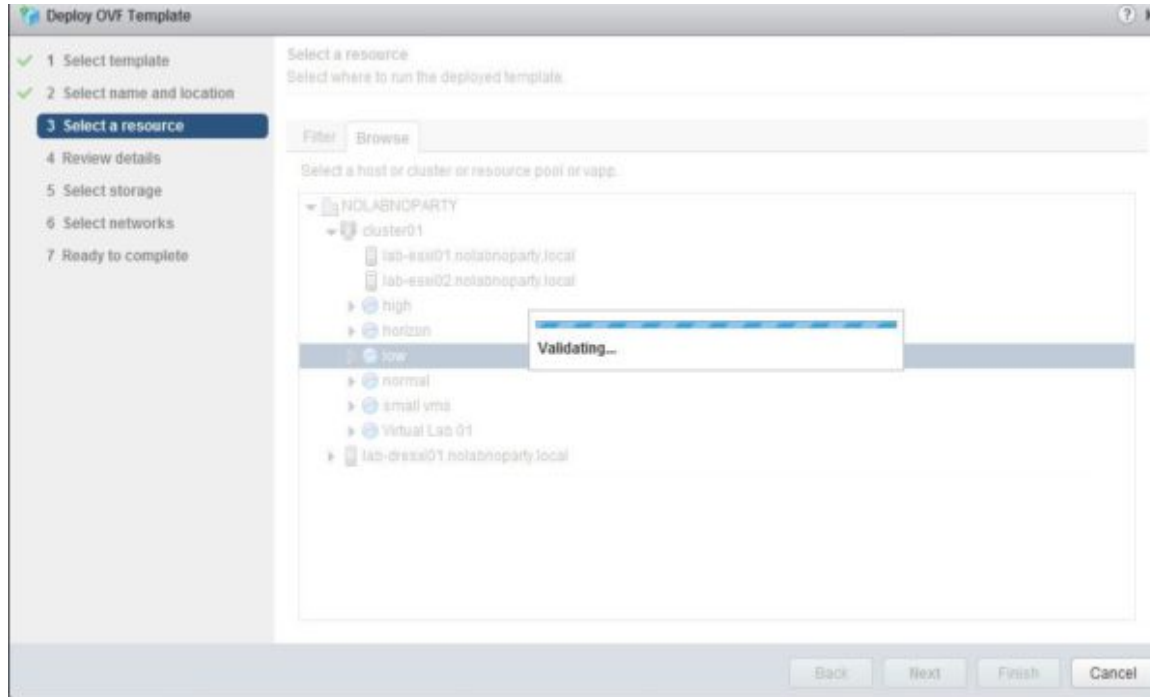 Deploy OVF Template
1 Select template
2 Select name and location
3 Select a resource
4 Review details
5 Select storage
6 Select networks
7 Ready to complete
Select a resource
Select where to run the deployed template.
Filter Browse
Select a host or cluster or resource pool or vapp.
NOLABNOPARTY
cluster01
lab-esxi01.nolabnoparty.local
lab-esxi02.nolabnoparty.local
high
horizon
low
normal
small vms
Virtual Lab 01
lab-dresxi01.nolabnoparty.local
Validating...
Back Next Finish Cancel